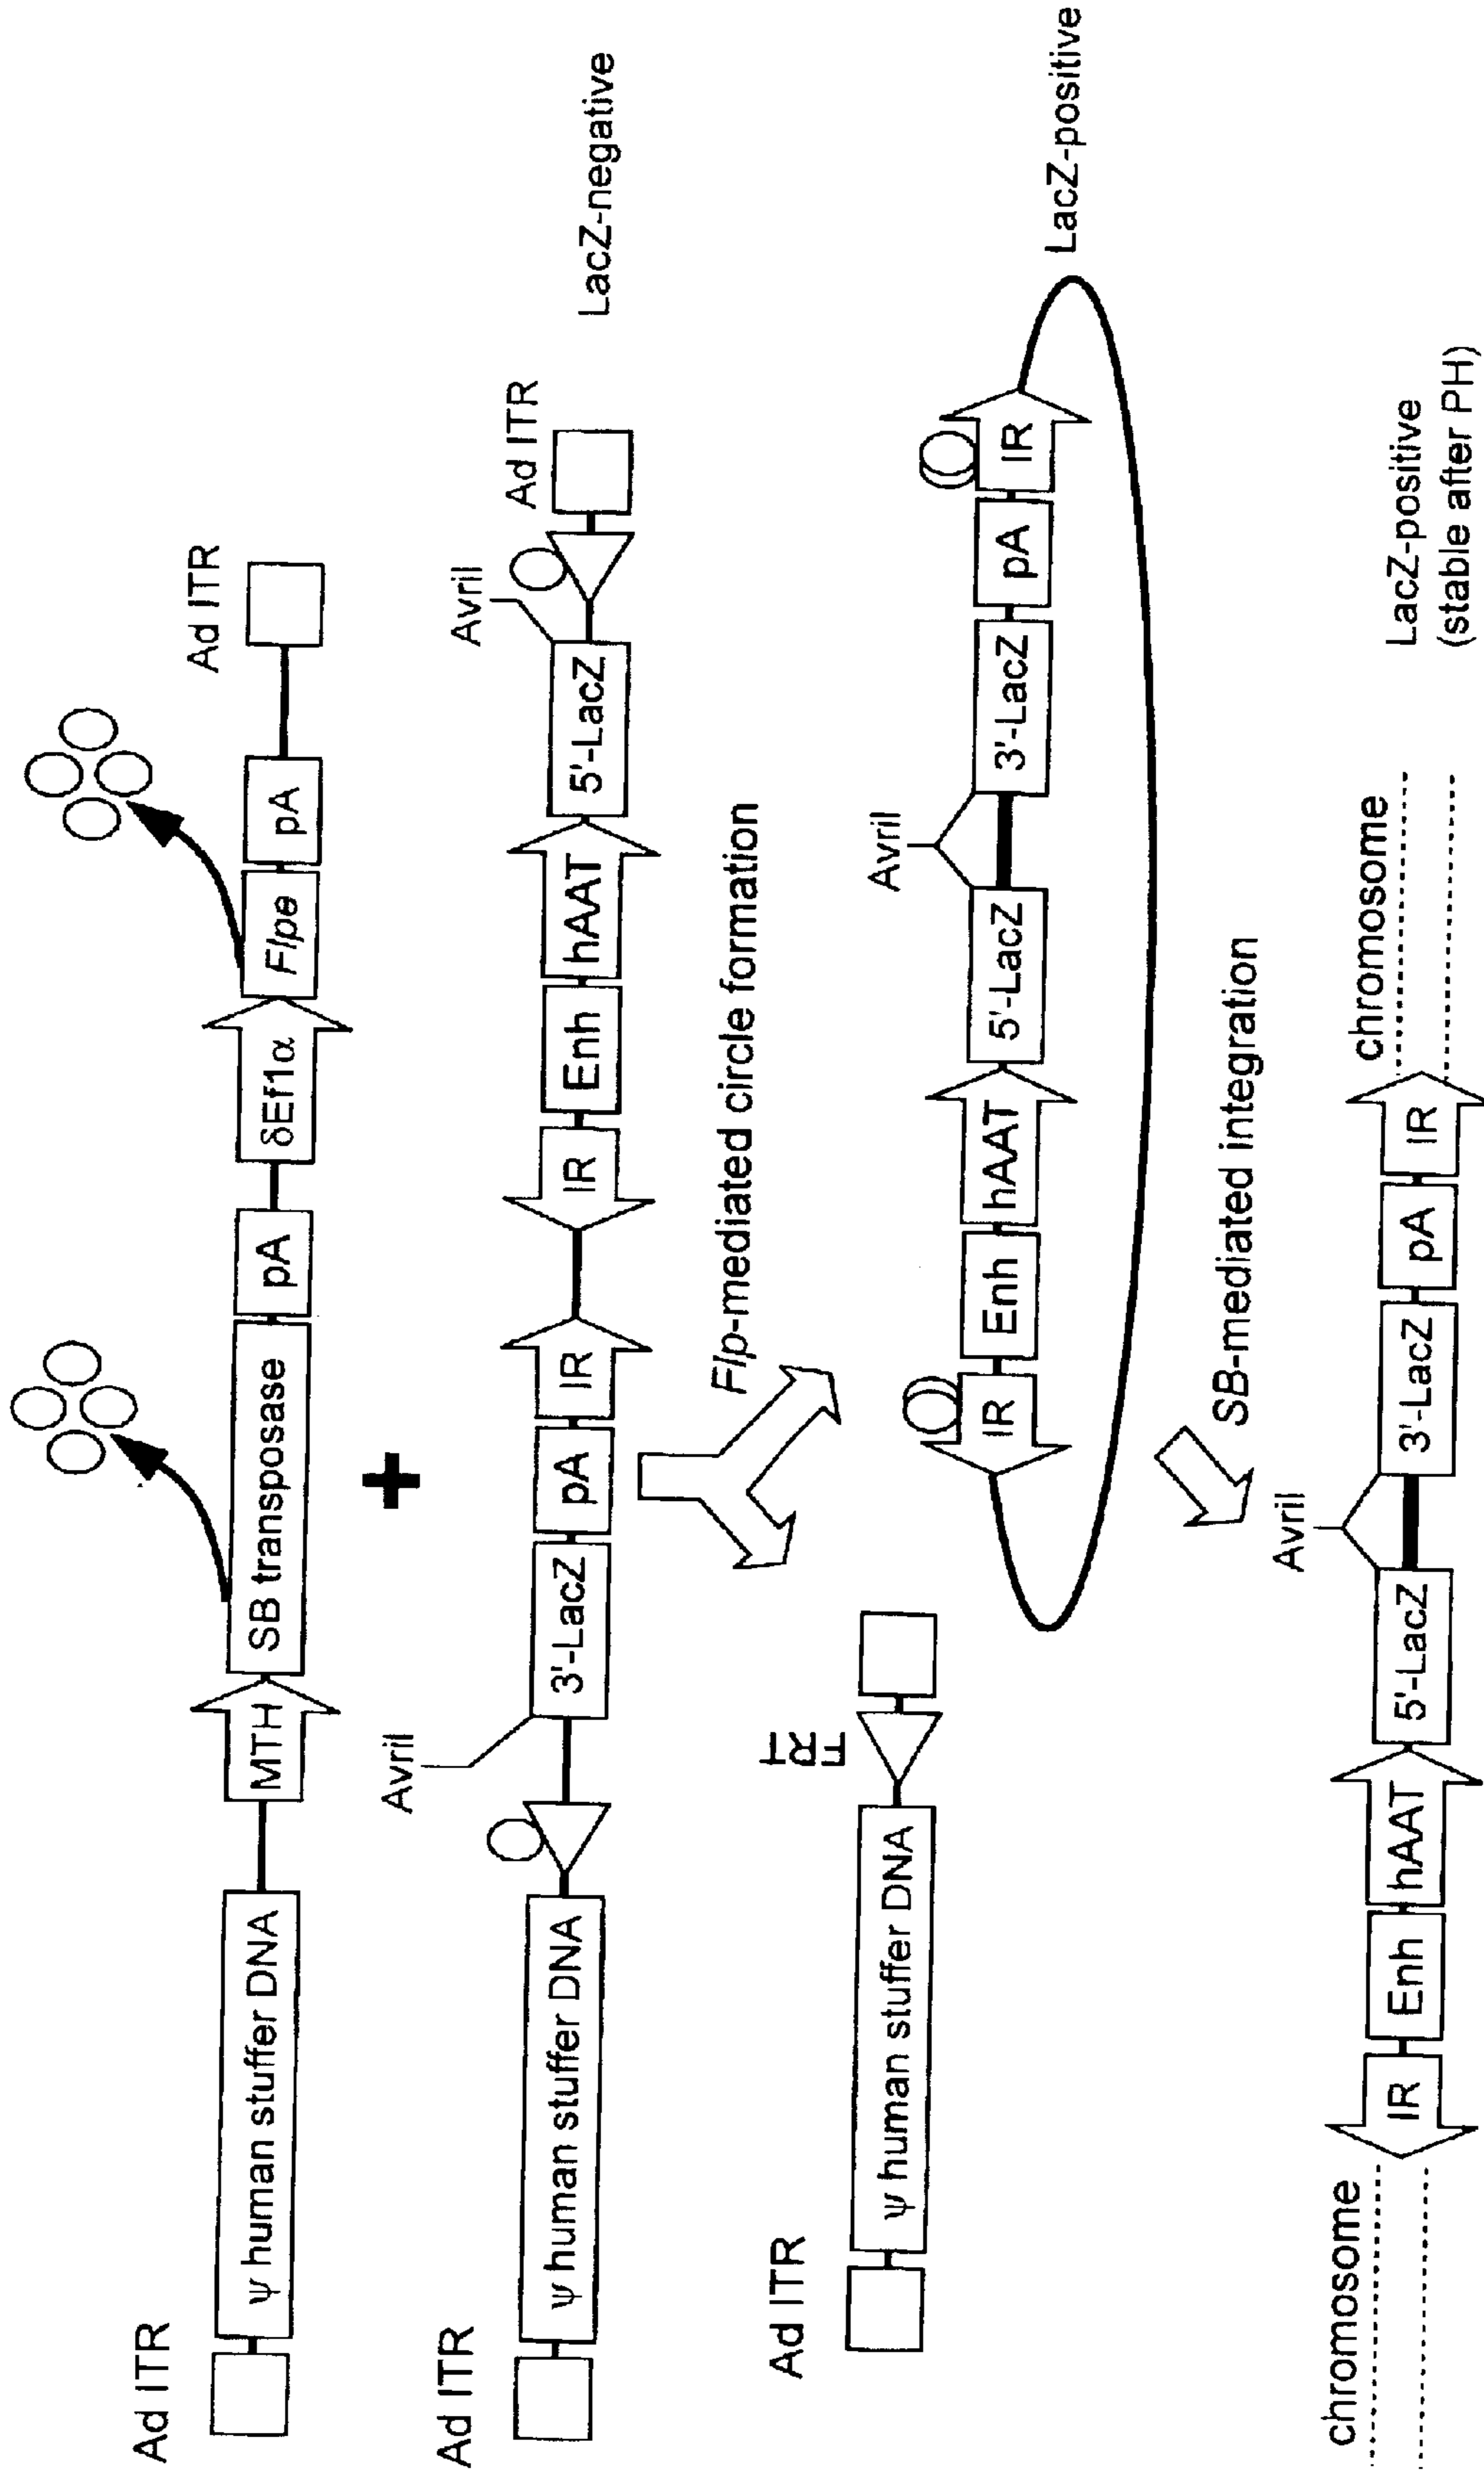 Ad ITR
Ad ITR
ψ human stuffer DNA
MTH
SB transposase
pA
δEf1α
Flpe
pA
+
Ad ITR
AvrII
AvrII
Ad ITR
LacZ-negative
ψ human stuffer DNA
3'-LacZ
pA
IR
IR
Enh
hAAT
5'-LacZ
Flp-mediated circle formation
Ad ITR
FRT
ψ human stuffer DNA
AvrII
IR
Enh
hAAT
5'-LacZ
3'-LacZ
pA
IR
LacZ-positive
SB-mediated integration
chromosome
AvrII
chromosome
IR
Enh
hAAT
5'-LacZ
3'-LacZ
pA
IR
LacZ-positive
(stable after PH)